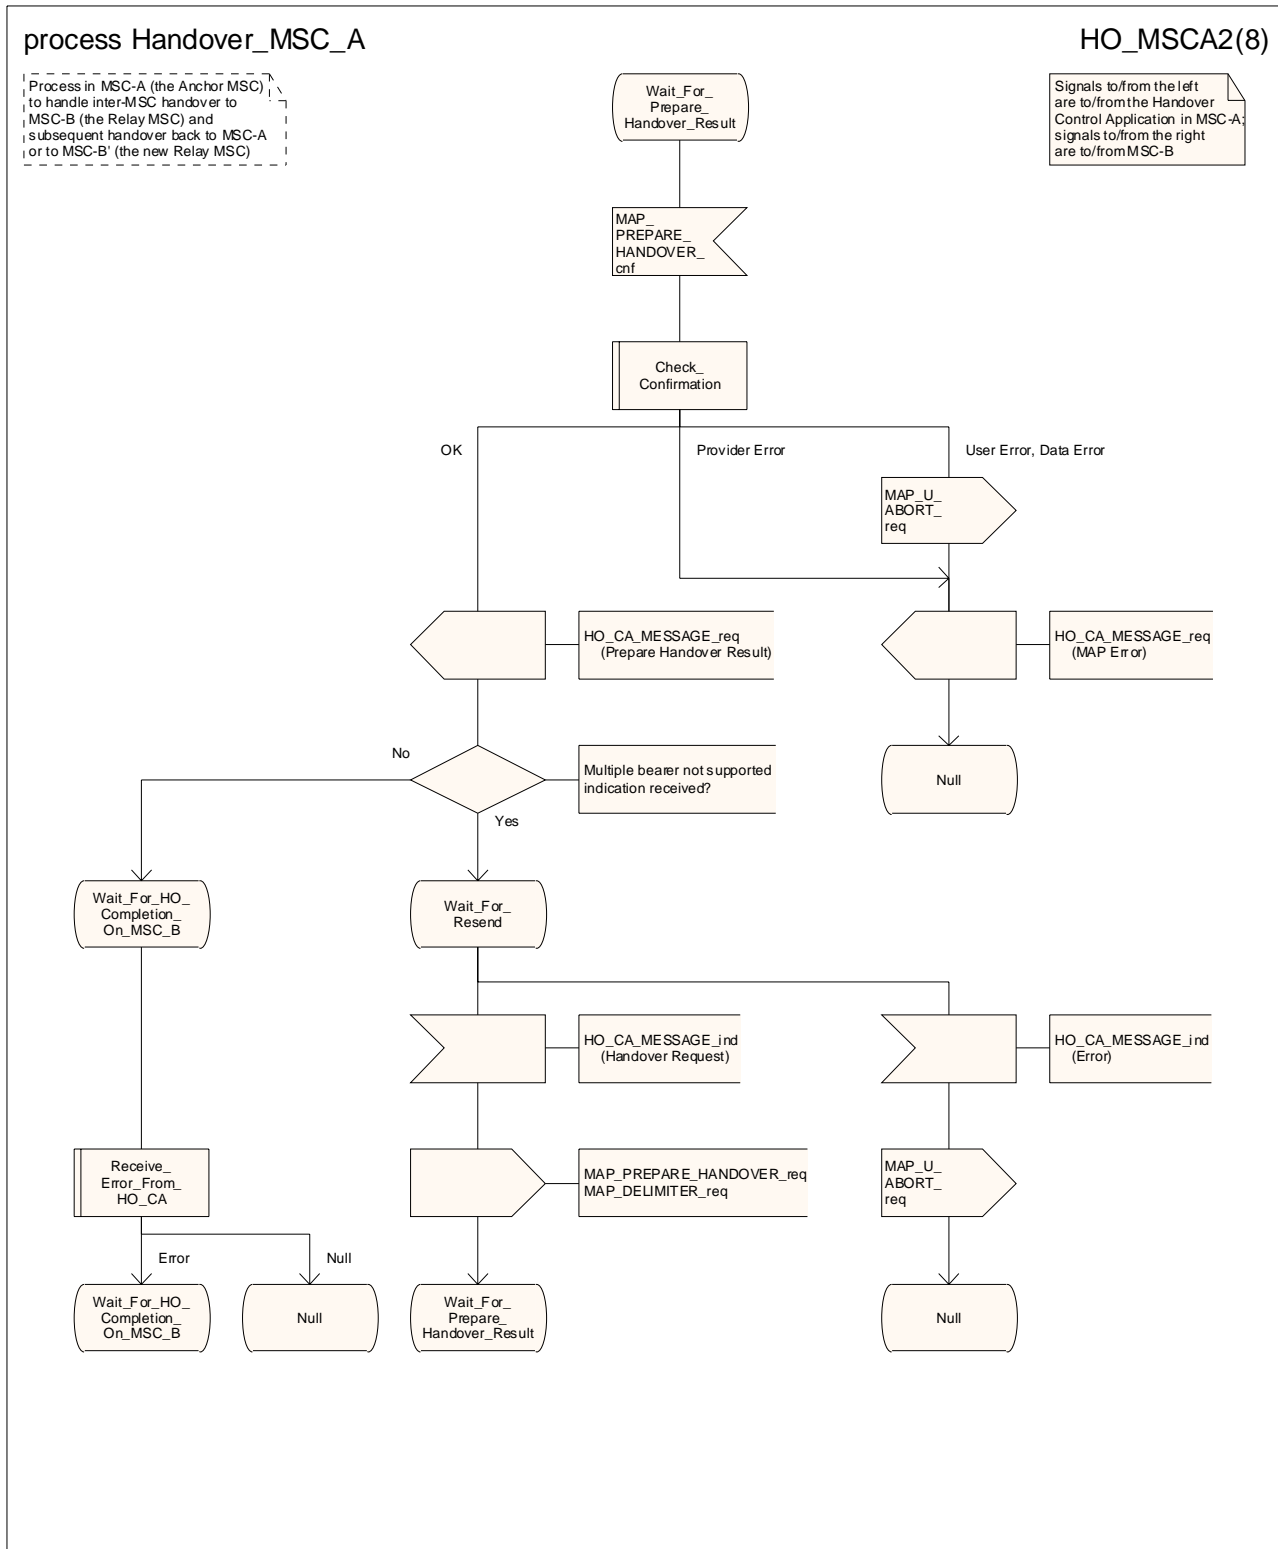 process Handover_MSC_A
HO_MSCA2(8)
Process in MSC-A (the Anchor MSC)
to handle inter-MSC handover to
MSC-B (the Relay MSC) and
subsequent handover back to MSC-A
or to MSC-B' (the new Relay MSC)
Wait_For_
Prepare_
Handover_Result
Signals to/from the left
are to/from the Handover
Control Application in MSC-A;
signals to/from the right
are to/from MSC-B
MAP_
PREPARE_
HANDOVER_
cnf
Check_
Confirmation
OK
Provider Error
User Error, Data Error
MAP_U_
ABORT_
req
HO_CA_MESSAGE_req
(Prepare Handover Result)
HO_CA_MESSAGE_req
(MAP Error)
No
Multiple bearer not supported
indication received?
Null
Yes
Wait_For_HO_
Completion_
On_MSC_B
Wait_For_
Resend
HO_CA_MESSAGE_ind
(Handover Request)
HO_CA_MESSAGE_ind
(Error)
Receive_
Error_From_
HO_CA
MAP_PREPARE_HANDOVER_req
MAP_DELIMITER_req
MAP_U_
ABORT_
req
Error
Null
Wait_For_HO_
Completion_
On_MSC_B
Null
Wait_For_
Prepare_
Handover_Result
Null